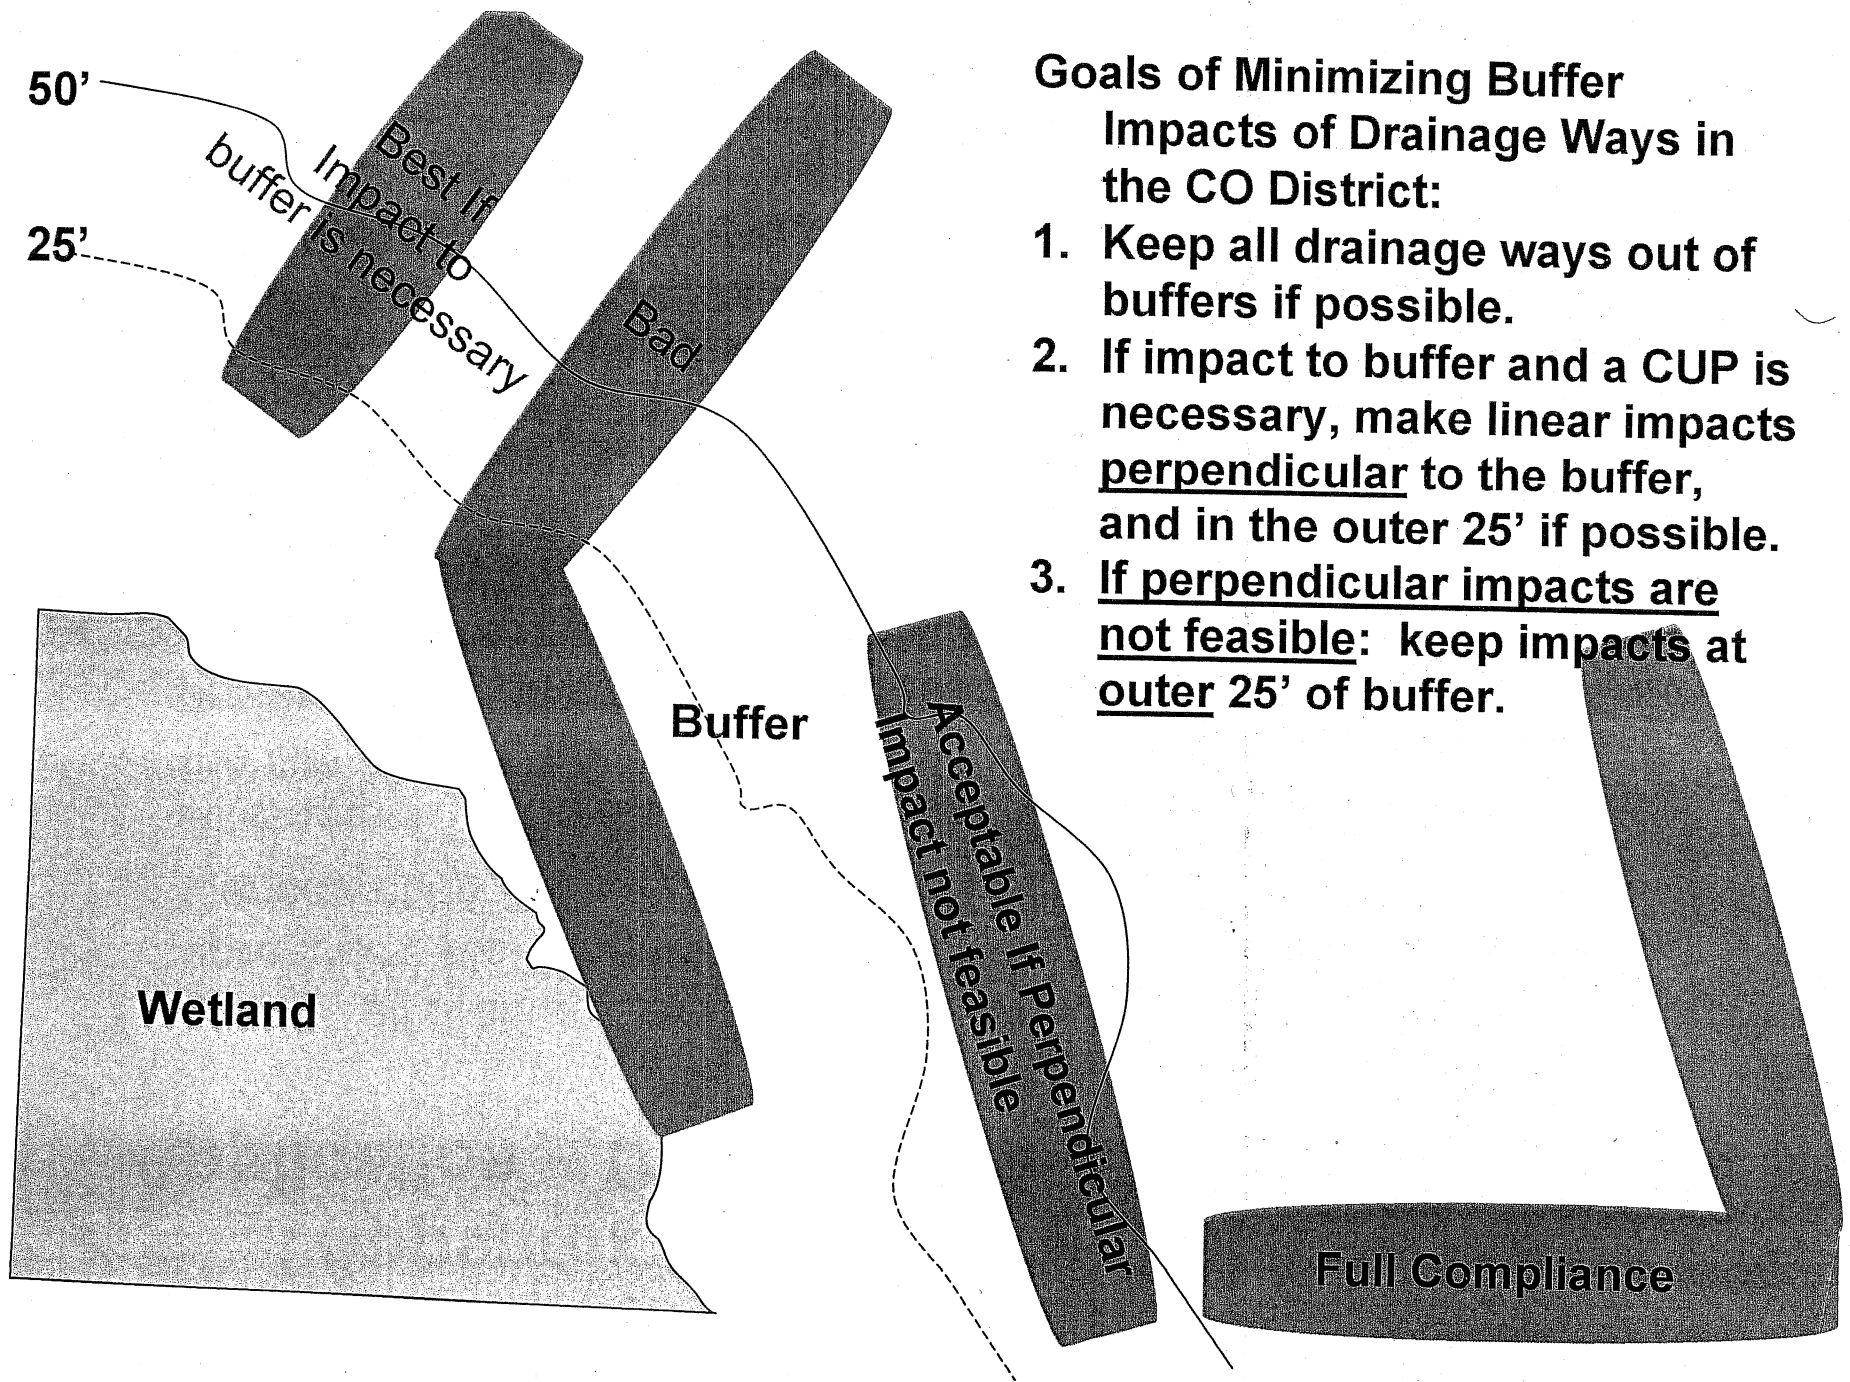 50’
25’
Best If
Impact to
buffer is necessary
Bad
Goals of Minimizing Buffer
Impacts of Drainage Ways in
the CO District:
1. Keep all drainage ways out of
buffers if possible.
2. If impact to buffer and a CUP is
necessary, make linear impacts
perpendicular to the buffer,
and in the outer 25’ if possible.
3. If perpendicular impacts are
not feasible: keep impacts at
outer 25’ of buffer.
Buffer
Acceptable If Perpendicular
Impact not feasible
Wetland
Full Compliance